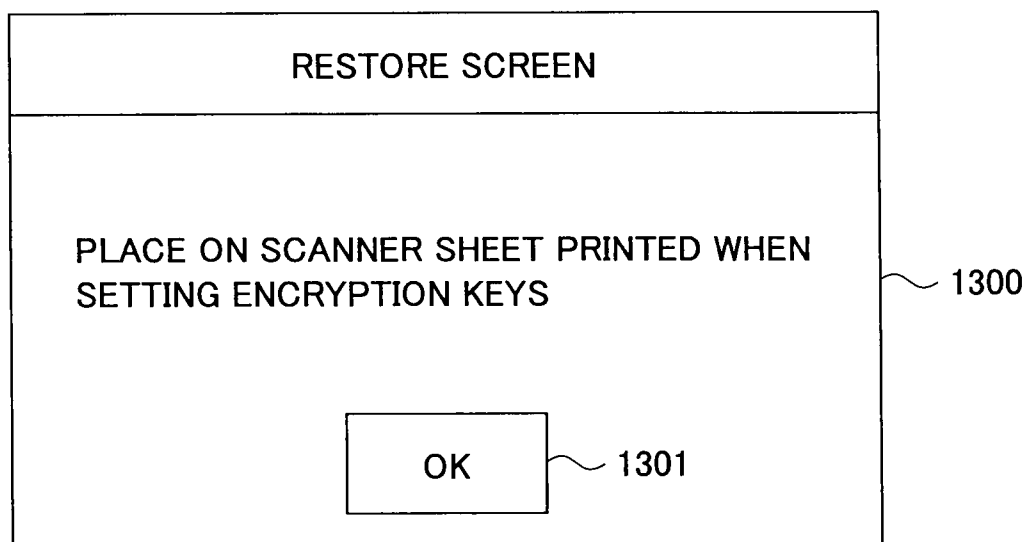 RESTORE SCREEN
PLACE ON SCANNER SHEET PRINTED WHEN
SETTING ENCRYPTION KEYS
1300
OK
1301